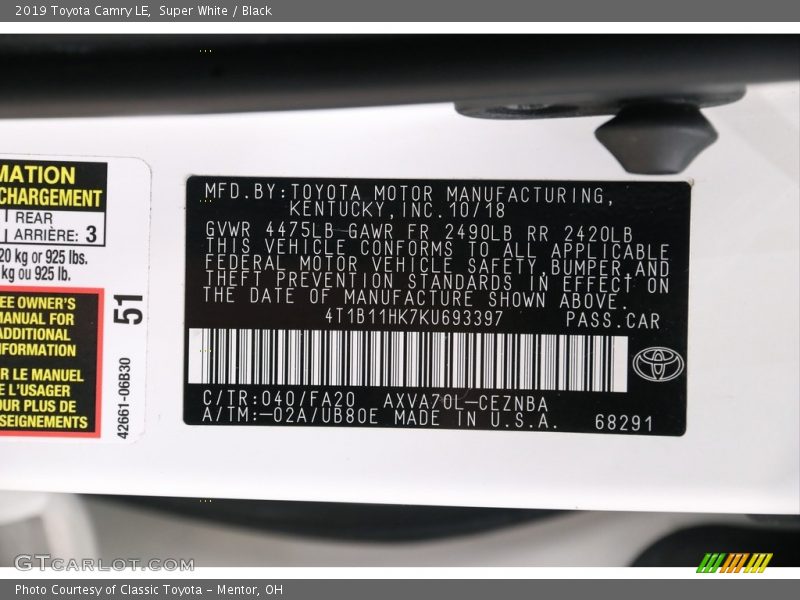 2019 Toyota Camry LE, Super White / Black
MATION
CHARGEMENT
REAR
ARRIÈRE: 3
20 kg or 925 lbs.
kg ou 925 lb.
EE OWNER'S
MANUAL FOR
ADDITIONAL
NFORMATION
R LE MANUEL
E L'USAGER
OUR PLUS DE
SEIGNEMENTS
51
42661-06B30
MFD.BY:TOYOTA MOTOR MANUFACTURING,
KENTUCKY,INC.10/18
GVWR 4475LB GAWR FR 2490LB RR 2420LB
THIS VEHICLE CONFORMS TO ALL APPLICABLE
FEDERAL MOTOR VEHICLE SAFETY,BUMPER,AND
THEFT PREVENTION STANDARDS IN EFFECT ON
THE DATE OF MANUFACTURE SHOWN ABOVE.
4T1B11HK7KU693397 PASS.CAR
C/TR:040/FA20 AXVA70L-CEZNBA
A/TM:-02A/UB80E MADE IN U.S.A. 68291
GTCARLOT.COM
Photo Courtesy of Classic Toyota - Mentor, OH